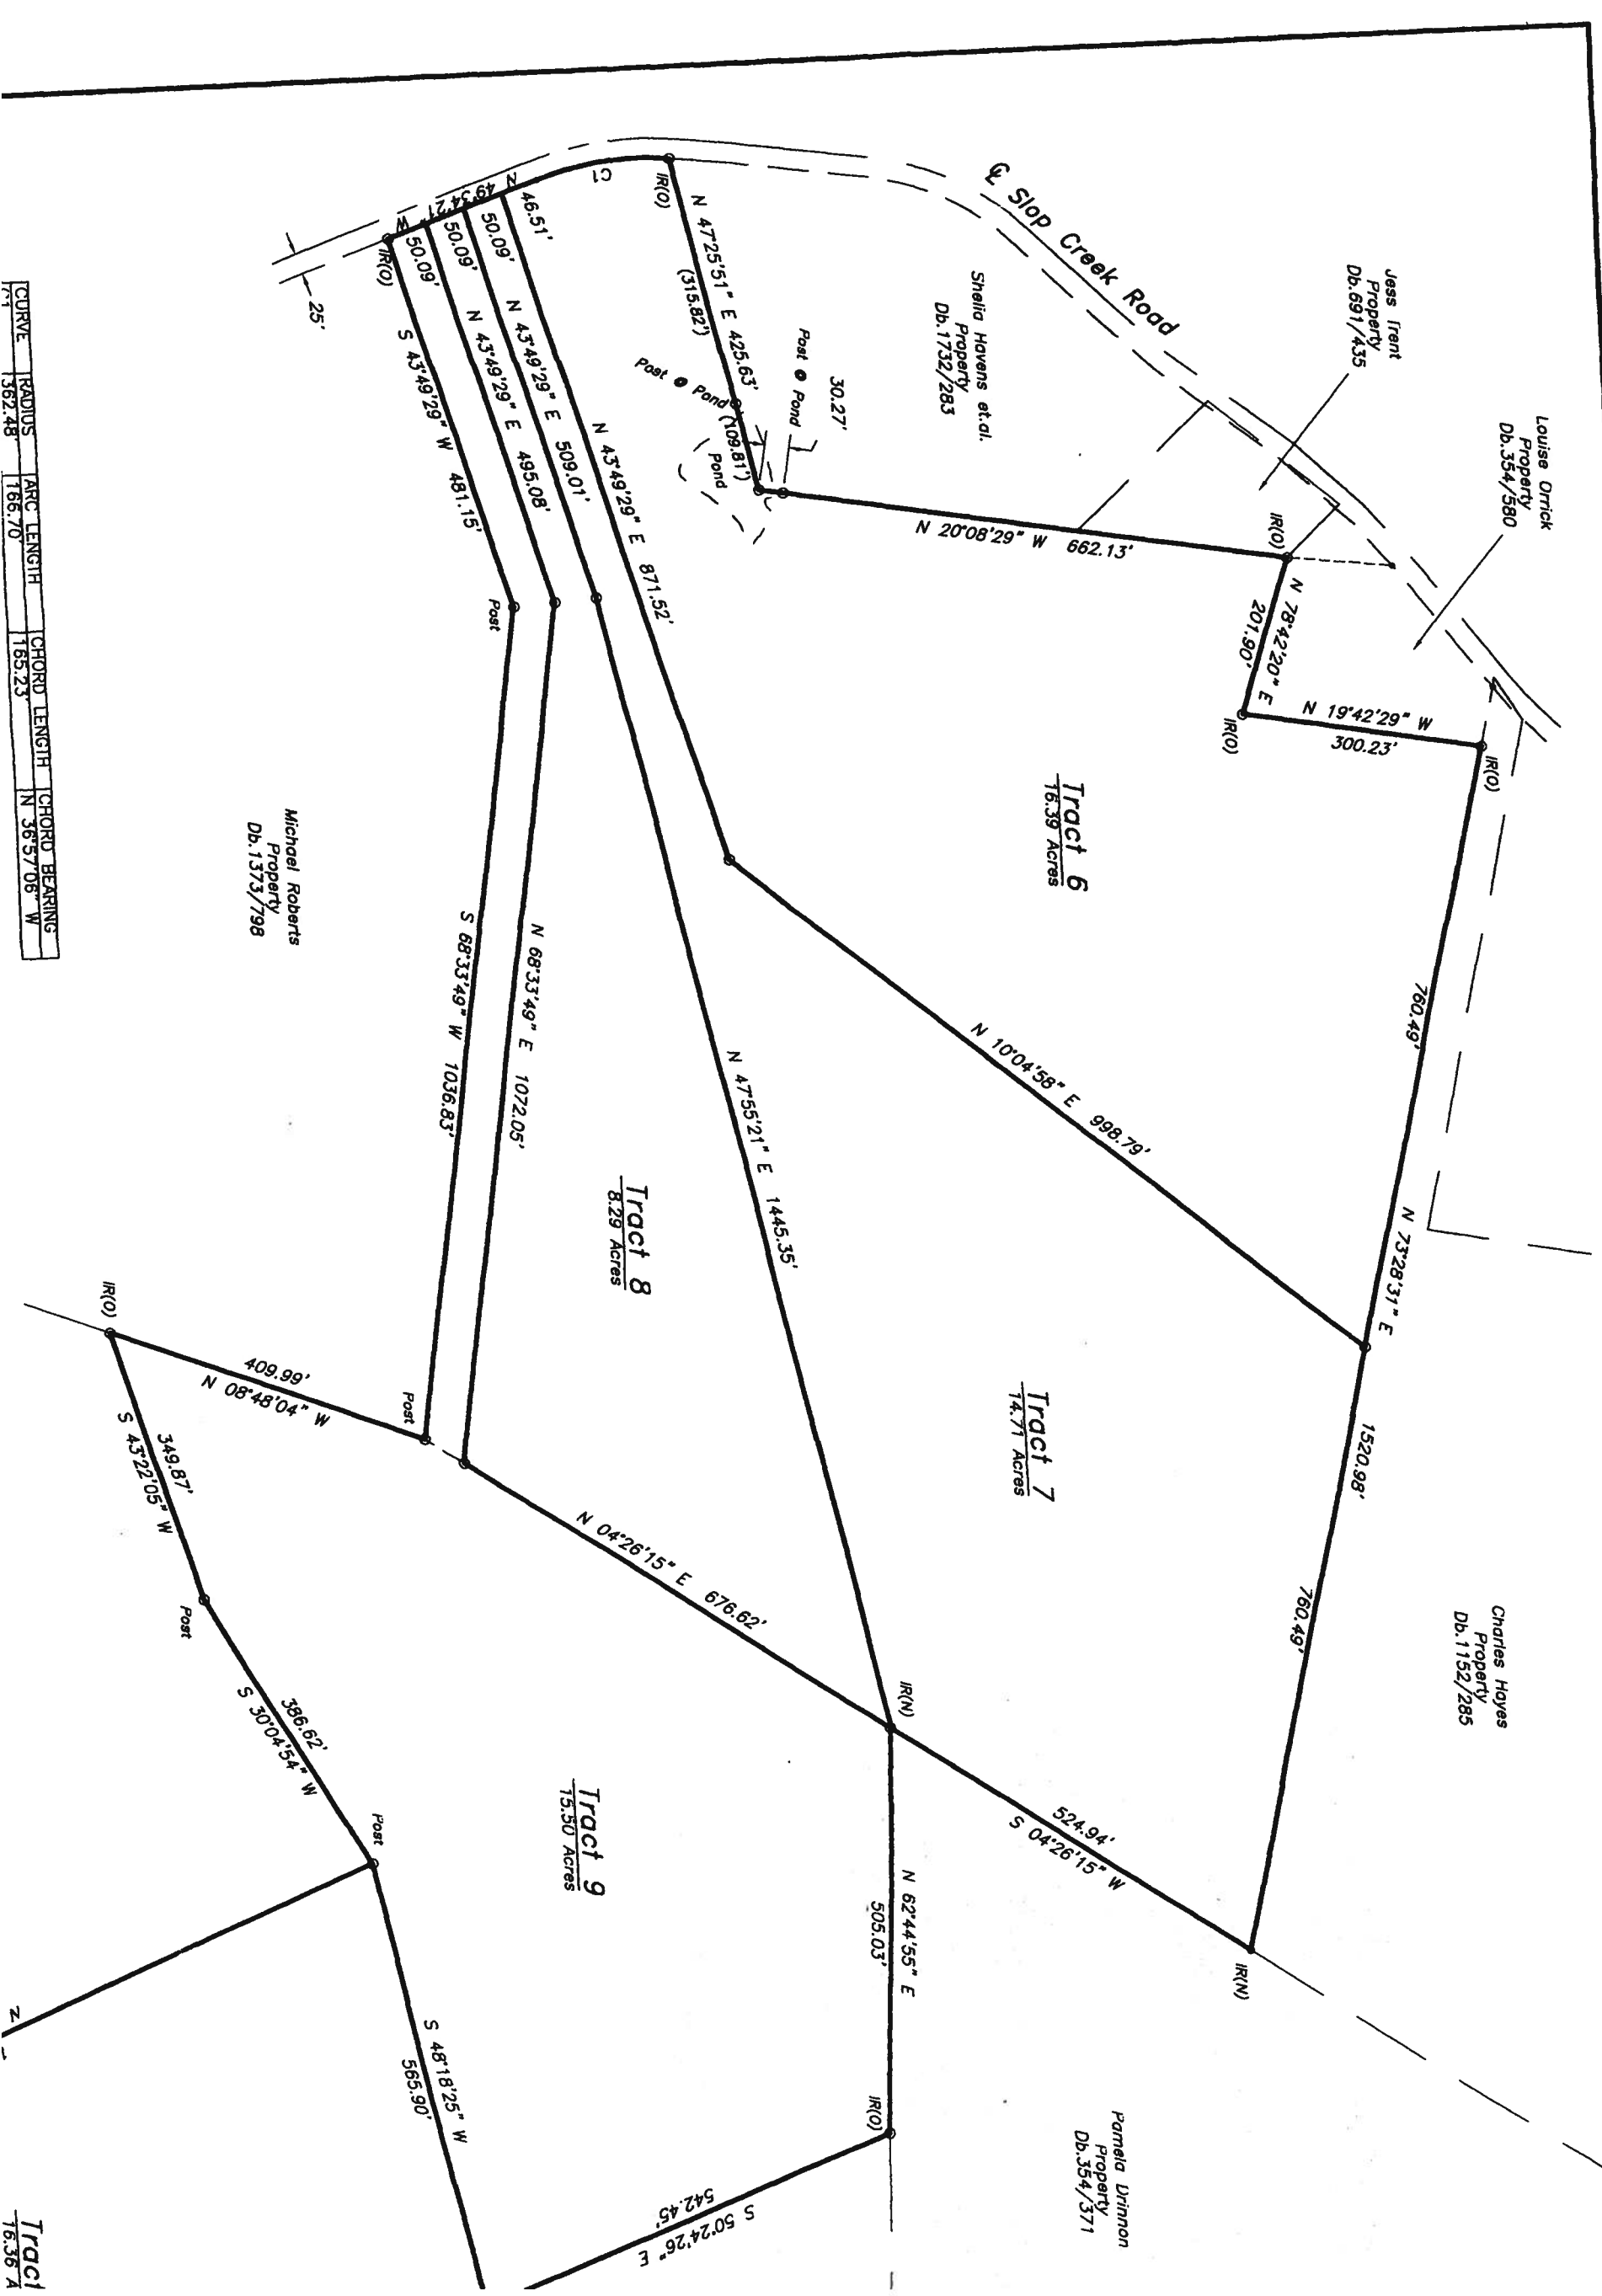 ℄ Slop Creek Road
Jess Trent
Property
Db.691/435
Louise Orrick
Property
Db.354/580
Shelia Havens et.al.
Property
Db.1732/283
IR(O)
N 47°25'51" E 425.63'
(315.82')
(109.81')
30.27'
Post ● Pond
Post ● Pond
Pond
N 20°08'29" W 662.13'
IR(O)
N 78°42'20" E
201.90'
IR(O)
N 19°42'29" W
300.23'
IR(O)
760.49'
N 73°28'31" E
1520.98'
760.49'
Charles Hayes
Property
Db.1152/285
Tract 6
16.39 Acres
N 10°04'58" E 998.79'
Tract 7
14.71 Acres
C1
46.51'
N 49°34'21" W
50.09'
50.09'
50.09'
IR(O)
25'
N 43°49'29" E 871.52'
N 43°49'29" E 509.01'
N 43°49'29" E 495.08'
S 43°49'29" W 481.15'
Post
N 47°55'21" E 1445.35'
N 68°33'49" E 1072.05'
S 68°33'49" W 1036.83'
Tract 8
8.29 Acres
Michael Roberts
Property
Db.1373/798
Post
409.99'
N 08°48'04" W
IR(O)
349.87'
S 43°22'05" W
Post
386.62'
S 30°04'54" W
Post
N 04°26'15" E 676.62'
IR(N)
524.94'
S 04°26'15" W
IR(N)
N 62°44'55" E
505.03'
IR(O)
Tract 9
15.50 Acres
S 48°18'25" W
565.90'
S 50°24'26" E
542.45'
Pamela Drinnon
Property
Db.354/371
CURVE RADIUS ARC LENGTH CHORD LENGTH CHORD BEARING
C1 362.48' 166.70' 165.23' N 36°57'06" W
N
Tract
16.36 A